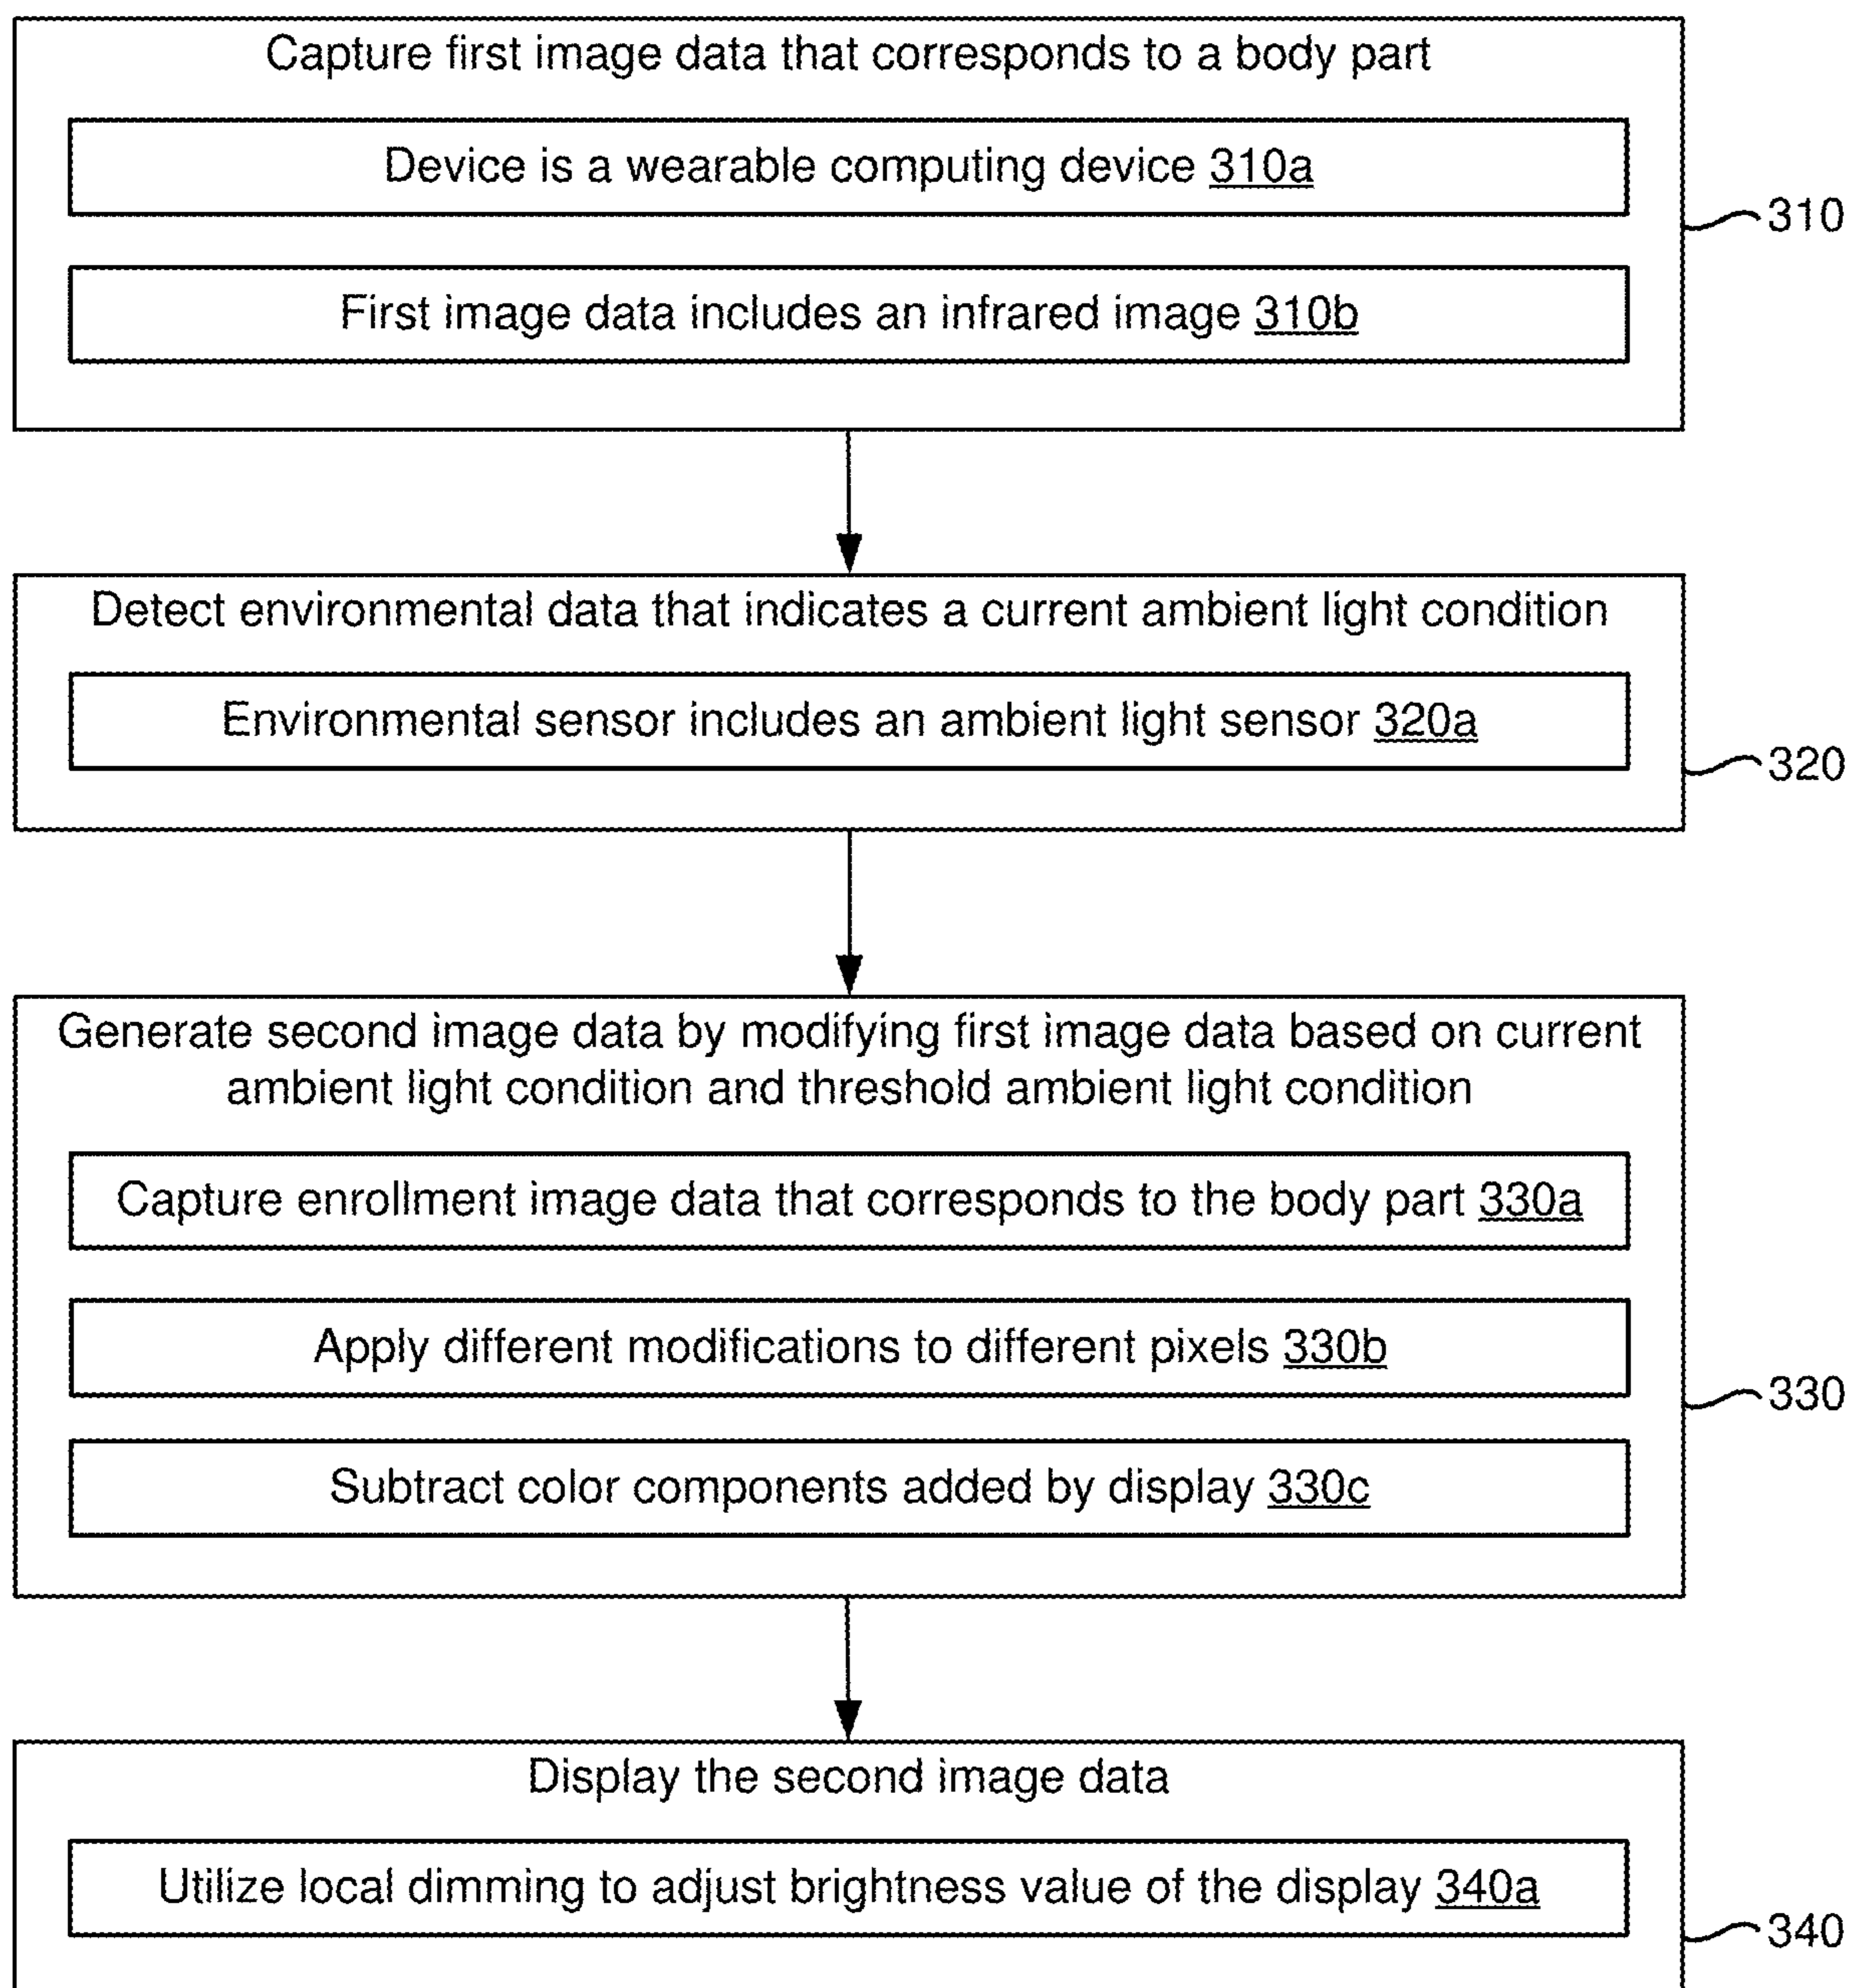 Capture first image data that corresponds to a body part
Device is a wearable computing device 310a
310
First image data includes an infrared image 310b
Detect environmental data that indicates a current ambient light condition
Environmental sensor includes an ambient light sensor 320a
320
Generate second image data by modifying first image data based on current
ambient light condition and threshold ambient light condition
Capture enrollment image data that corresponds to the body part 330a
Apply different modifications to different pixels 330b
330
Subtract color components added by display 330c
Display the second image data
Utilize local dimming to adjust brightness value of the display 340a
340